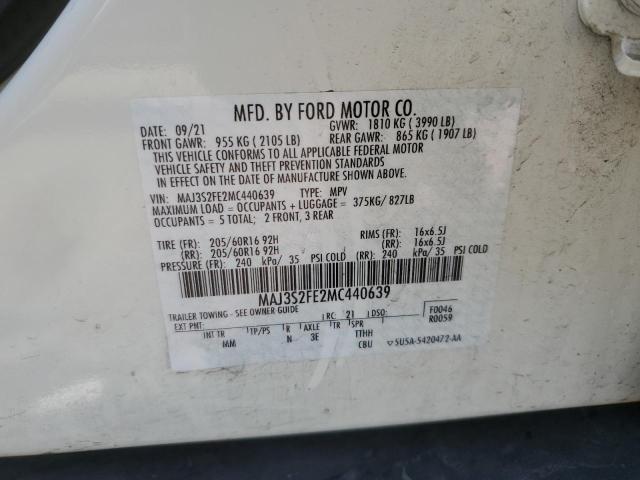 MFD. BY FORD MOTOR CO.
DATE: 09/21 GVWR: 1810 KG ( 3990 LB)
FRONT GAWR: 955 KG ( 2105 LB) REAR GAWR: 865 KG ( 1907 LB)
THIS VEHICLE CONFORMS TO ALL APPLICABLE FEDERAL MOTOR
VEHICLE SAFETY AND THEFT PREVENTION STANDARDS
IN EFFECT ON THE DATE OF MANUFACTURE SHOWN ABOVE.
VIN: MAJ3S2FE2MC440639 TYPE: MPV
MAXIMUM LOAD = OCCUPANTS + LUGGAGE = 375KG/ 827LB
OCCUPANTS = 5 TOTAL; 2 FRONT, 3 REAR
TIRE (FR): 205/60R16 92H RIMS (FR): 16x6.5J
(RR): 205/60R16 92H (RR): 16x6.5J
PRESSURE (FR): 240 kPa/ 35 PSI COLD (RR): 240 kPa/ 35 PSI COLD
MAJ3S2FE2MC440639
TRAILER TOWING - SEE OWNER GUIDE
EXT PNT: RC: 21 DSO: F0046
R0059
INT TR TP/PS R AXLE TR SPR
MM N 3E TTHH
CBU 5U5A-5420472-AA